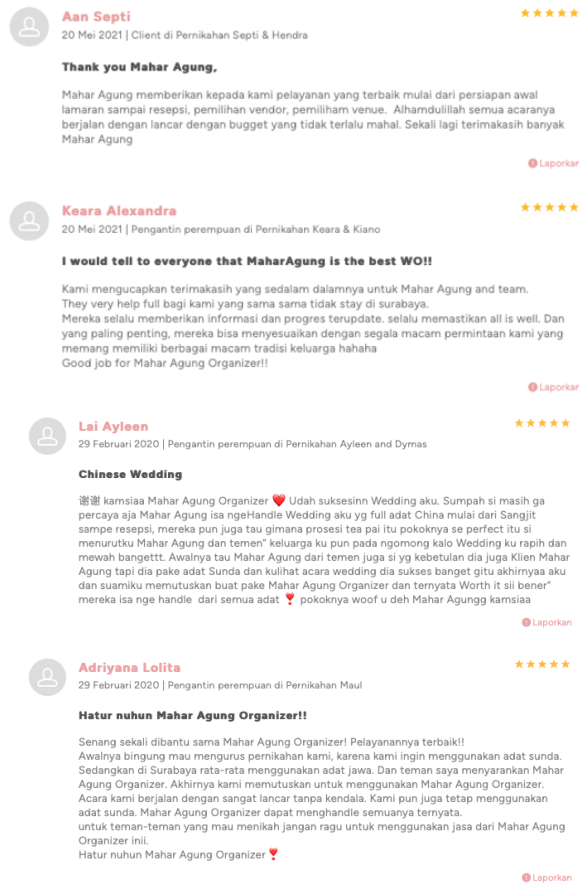 Aan Septi
20 Mei 2021 | Client di Pernikahan Septi & Hendra
Thank you Mahar Agung,
Mahar Agung memberikan kepada kami pelayanan yang terbaik mulai dari persiapan awal
lamaran sampai resepsi, pemilihan vendor, pemiliham venue.  Alhamdulillah semua acaranya
berjalan dengan lancar dengan bugget yang tidak terlalu mahal. Sekali lagi terimakasih banyak
Mahar Agung
Laporkan
Keara Alexandra
20 Mei 2021 | Pengantin perempuan di Pernikahan Keara & Kiano
I would tell to everyone that MaharAgung is the best WO!!
Kami mengucapkan terimakasih yang sedalam dalamnya untuk Mahar Agung and team.
They very help full bagi kami yang sama sama tidak stay di surabaya.
Mereka selalu memberikan informasi dan progres terupdate. selalu memastikan all is well. Dan
yang paling penting, mereka bisa menyesuaikan dengan segala macam permintaan kami yang
memang memiliki berbagai macam tradisi keluarga hahaha
Good job for Mahar Agung Organizer!!
Laporkan
Lai Ayleen
29 Februari 2020 | Pengantin perempuan di Pernikahan Ayleen and Dymas
Chinese Wedding
谢谢 kamsiaa Mahar Agung Organizer ❤️ Udah suksesinn Wedding aku. Sumpah si masih ga
percaya aja Mahar Agung isa ngeHandle Wedding aku yg full adat China mulai dari Sangjit
sampe resepsi, mereka pun juga tau gimana prosesi tea pai itu pokoknya se perfect itu si
menurutku Mahar Agung dan temen” keluarga ku pun pada ngomong kalo Wedding ku rapih dan
mewah bangettt. Awalnya tau Mahar Agung dari temen juga si yg kebetulan dia juga Klien Mahar
Agung tapi dia pake adat Sunda dan kulihat acara wedding dia sukses banget gitu akhirnyaa aku
dan suamiku memutuskan buat pake Mahar Agung Organizer dan ternyata Worth it sii bener”
mereka isa nge handle  dari semua adat ❣️ pokoknya woof u deh Mahar Agungg kamsiaa
Laporkan
Adriyana Lolita
29 Februari 2020 | Pengantin perempuan di Pernikahan Maul
Hatur nuhun Mahar Agung Organizer!!
Senang sekali dibantu sama Mahar Agung Organizer! Pelayanannya terbaik!!
Awalnya bingung mau mengurus pernikahan kami, karena kami ingin menggunakan adat sunda.
Sedangkan di Surabaya rata-rata menggunakan adat jawa. Dan teman saya menyarankan Mahar
Agung Organizer. Akhirnya kami memutuskan untuk menggunakan Mahar Agung Organizer.
Acara kami berjalan dengan sangat lancar tanpa kendala. Kami pun juga tetap menggunakan
adat sunda. Mahar Agung Organizer dapat menghandle semuanya ternyata.
untuk teman-teman yang mau menikah jangan ragu untuk menggunakan jasa dari Mahar Agung
Organizer inii.
Hatur nuhun Mahar Agung Organizer ❣️
Laporkan